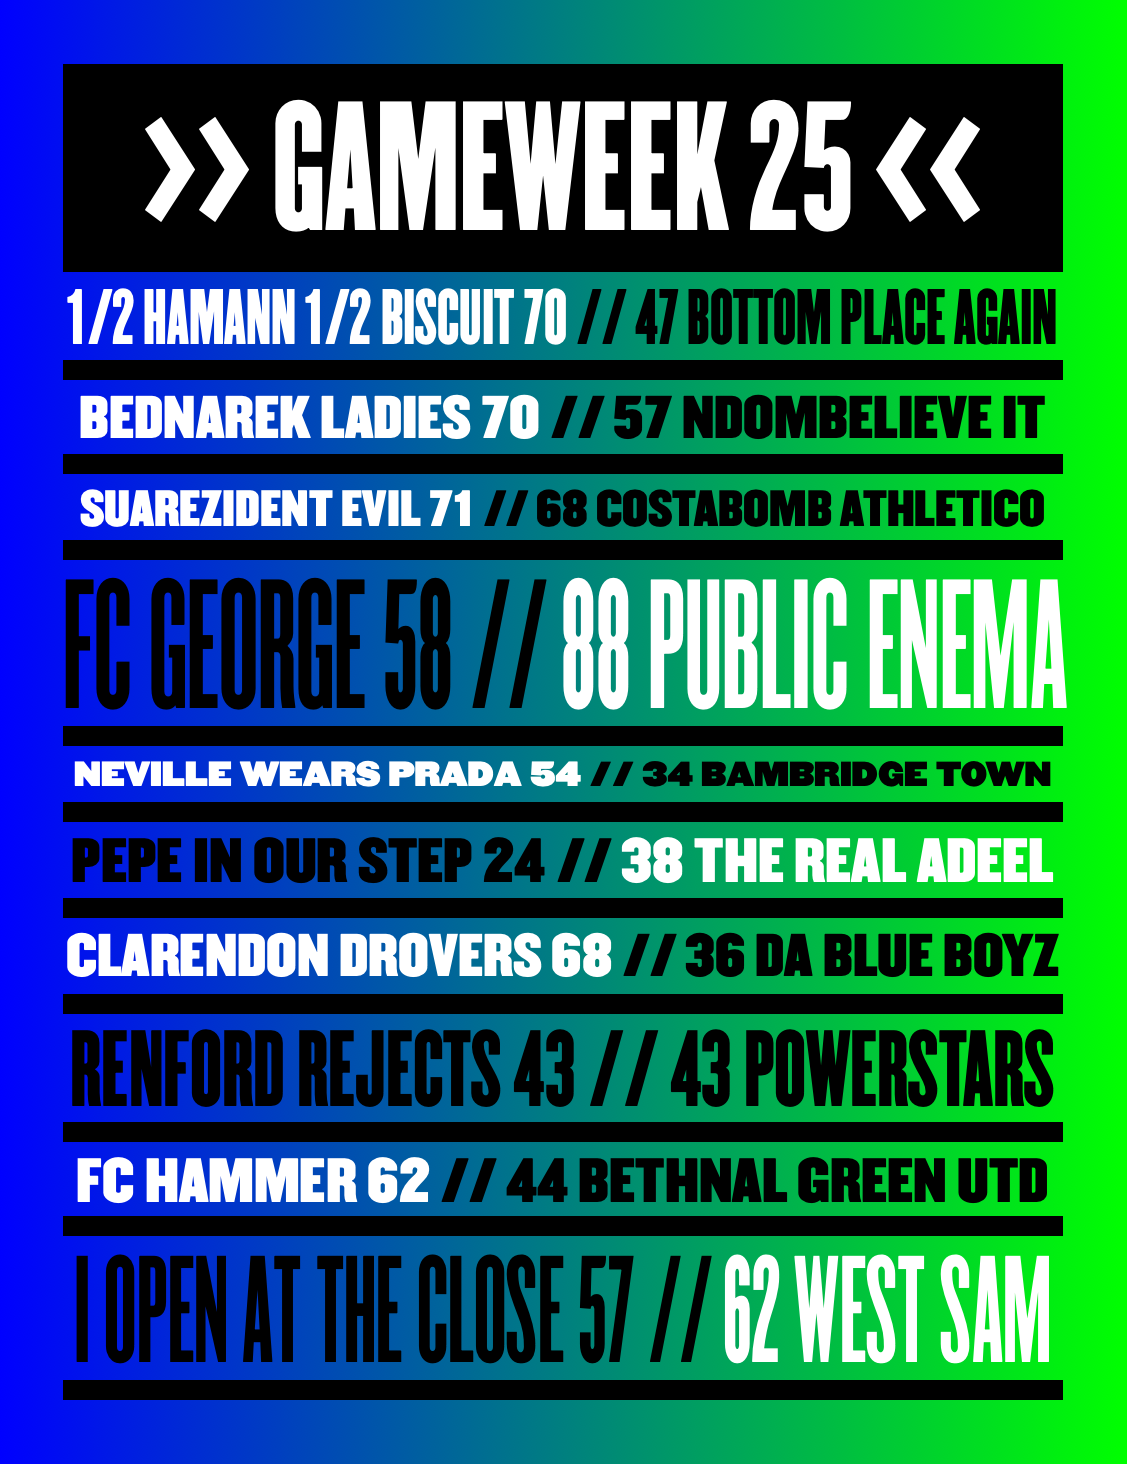 >> GAMEWEEK 25 <<
1/2 HAMANN 1/2 BISCUIT 70 // 47 BOTTOM PLACE AGAIN
BEDNAREK LADIES 70 // 57 NDOMBELIEVE IT
SUAREZIDENT EVIL 71 // 68 COSTABOMB ATHLETICO
FC GEORGE 58 // 88 PUBLIC ENEMA
NEVILLE WEARS PRADA 54 // 34 BAMBRIDGE TOWN
PEPE IN OUR STEP 24 // 38 THE REAL ADEEL
CLARENDON DROVERS 68 // 36 DA BLUE BOYZ
RENFORD REJECTS 43 // 43 POWERSTARS
FC HAMMER 62 // 44 BETHNAL GREEN UTD
I OPEN AT THE CLOSE 57 // 62 WEST SAM